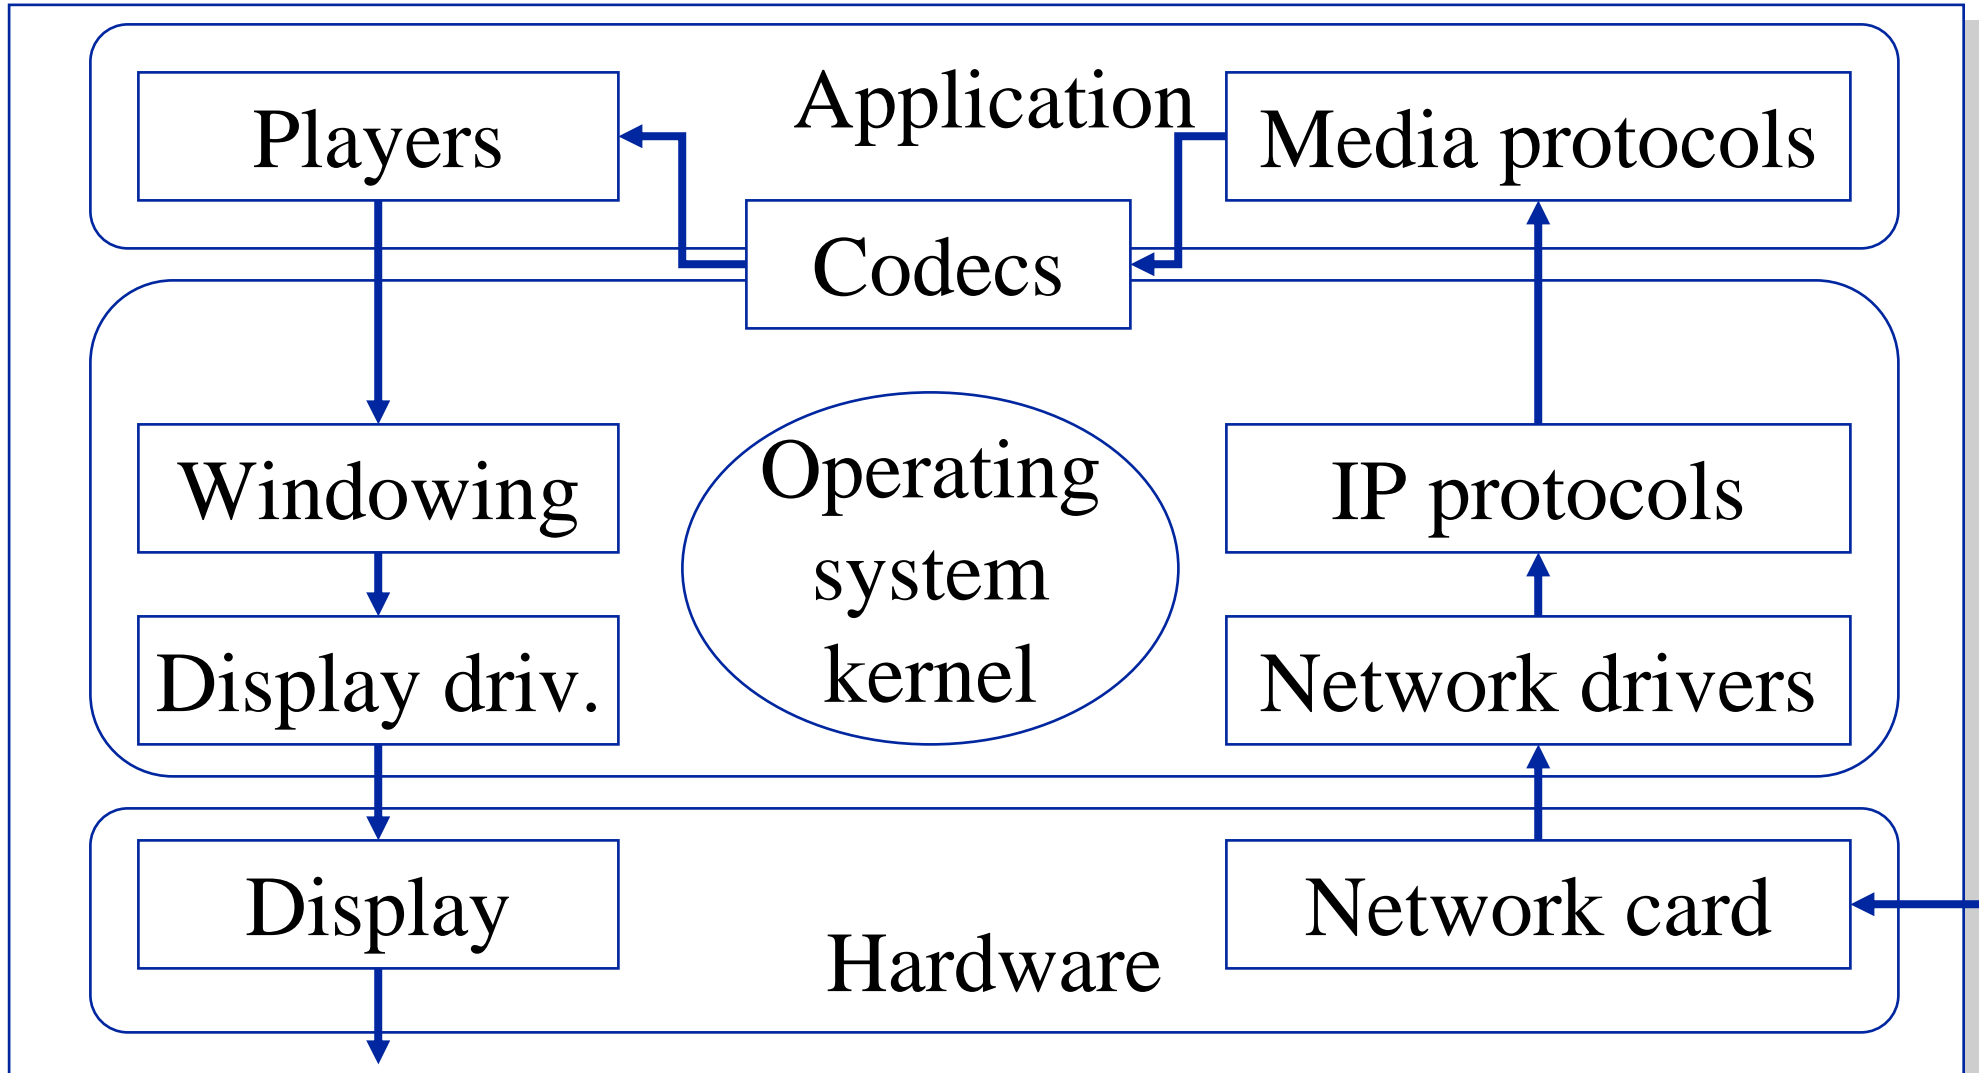 Application
Players
Media protocols
Codecs
Operating
system
kernel
Windowing
IP protocols
Display driv.
Network drivers
Display
Network card
Hardware